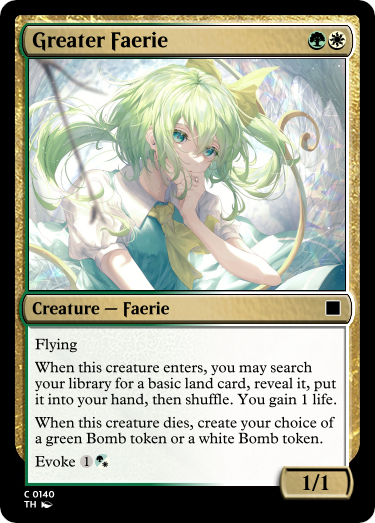 Greater Faerie
Creature — Faerie
Flying
When this creature enters, you may search
your library for a basic land card, reveal it, put
it into your hand, then shuffle. You gain 1 life.
When this creature dies, create your choice of
a green Bomb token or a white Bomb token.
Evoke 1
1/1
C 0140
TH